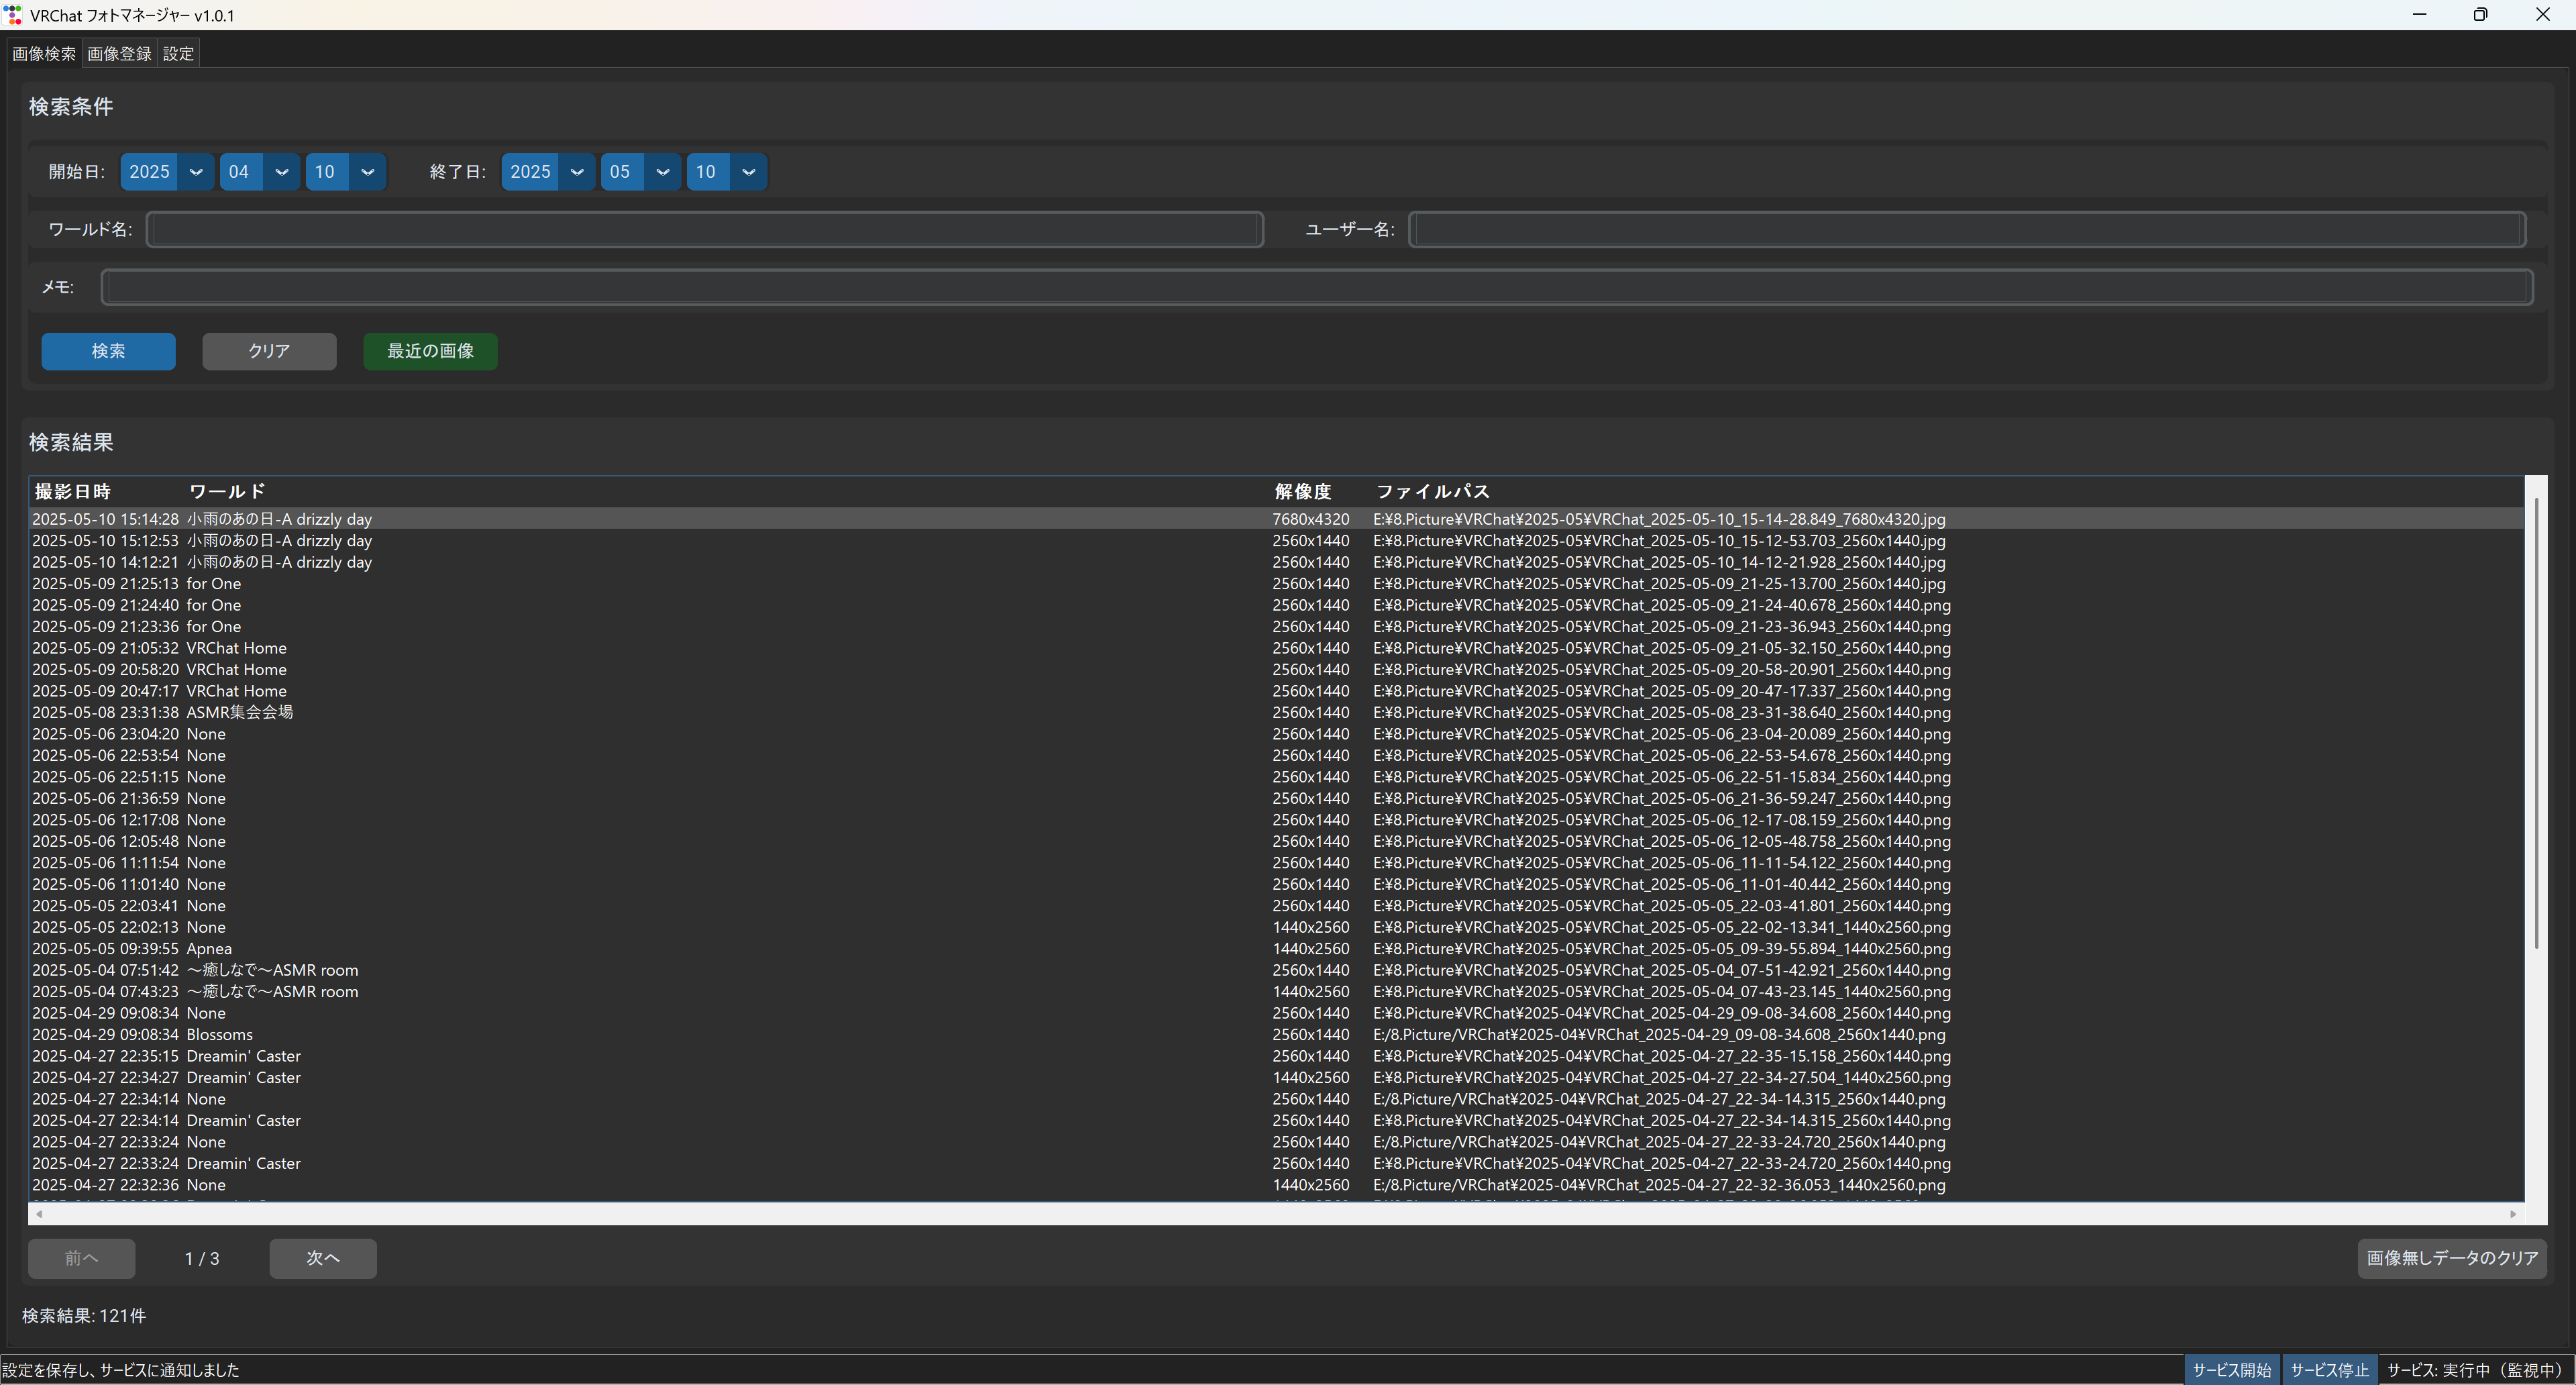 VRChat フォトマネージャー v1.0.1
画像検索 画像登録 設定
検索条件
開始日: 2025 04 10 終了日: 2025 05 10
ワールド名: ユーザー名:
メモ:
検索 クリア 最近の画像
検索結果
撮影日時 ワールド 解像度 ファイルパス
2025-05-10 15:14:28 小雨のあの日-A drizzly day 7680x4320 E:¥8.Picture¥VRChat¥2025-05¥VRChat_2025-05-10_15-14-28.849_7680x4320.jpg
2025-05-10 15:12:53 小雨のあの日-A drizzly day 2560x1440 E:¥8.Picture¥VRChat¥2025-05¥VRChat_2025-05-10_15-12-53.703_2560x1440.jpg
2025-05-10 14:12:21 小雨のあの日-A drizzly day 2560x1440 E:¥8.Picture¥VRChat¥2025-05¥VRChat_2025-05-10_14-12-21.928_2560x1440.jpg
2025-05-09 21:25:13 for One 2560x1440 E:¥8.Picture¥VRChat¥2025-05¥VRChat_2025-05-09_21-25-13.700_2560x1440.jpg
2025-05-09 21:24:40 for One 2560x1440 E:¥8.Picture¥VRChat¥2025-05¥VRChat_2025-05-09_21-24-40.678_2560x1440.png
2025-05-09 21:23:36 for One 2560x1440 E:¥8.Picture¥VRChat¥2025-05¥VRChat_2025-05-09_21-23-36.943_2560x1440.png
2025-05-09 21:05:32 VRChat Home 2560x1440 E:¥8.Picture¥VRChat¥2025-05¥VRChat_2025-05-09_21-05-32.150_2560x1440.png
2025-05-09 20:58:20 VRChat Home 2560x1440 E:¥8.Picture¥VRChat¥2025-05¥VRChat_2025-05-09_20-58-20.901_2560x1440.png
2025-05-09 20:47:17 VRChat Home 2560x1440 E:¥8.Picture¥VRChat¥2025-05¥VRChat_2025-05-09_20-47-17.337_2560x1440.png
2025-05-08 23:31:38 ASMR集会会場 2560x1440 E:¥8.Picture¥VRChat¥2025-05¥VRChat_2025-05-08_23-31-38.640_2560x1440.png
2025-05-06 23:04:20 None 2560x1440 E:¥8.Picture¥VRChat¥2025-05¥VRChat_2025-05-06_23-04-20.089_2560x1440.png
2025-05-06 22:53:54 None 2560x1440 E:¥8.Picture¥VRChat¥2025-05¥VRChat_2025-05-06_22-53-54.678_2560x1440.png
2025-05-06 22:51:15 None 2560x1440 E:¥8.Picture¥VRChat¥2025-05¥VRChat_2025-05-06_22-51-15.834_2560x1440.png
2025-05-06 21:36:59 None 2560x1440 E:¥8.Picture¥VRChat¥2025-05¥VRChat_2025-05-06_21-36-59.247_2560x1440.png
2025-05-06 12:17:08 None 2560x1440 E:¥8.Picture¥VRChat¥2025-05¥VRChat_2025-05-06_12-17-08.159_2560x1440.png
2025-05-06 12:05:48 None 2560x1440 E:¥8.Picture¥VRChat¥2025-05¥VRChat_2025-05-06_12-05-48.758_2560x1440.png
2025-05-06 11:11:54 None 2560x1440 E:¥8.Picture¥VRChat¥2025-05¥VRChat_2025-05-06_11-11-54.122_2560x1440.png
2025-05-06 11:01:40 None 2560x1440 E:¥8.Picture¥VRChat¥2025-05¥VRChat_2025-05-06_11-01-40.442_2560x1440.png
2025-05-05 22:03:41 None 2560x1440 E:¥8.Picture¥VRChat¥2025-05¥VRChat_2025-05-05_22-03-41.801_2560x1440.png
2025-05-05 22:02:13 None 1440x2560 E:¥8.Picture¥VRChat¥2025-05¥VRChat_2025-05-05_22-02-13.341_1440x2560.png
2025-05-05 09:39:55 Apnea 1440x2560 E:¥8.Picture¥VRChat¥2025-05¥VRChat_2025-05-05_09-39-55.894_1440x2560.png
2025-05-04 07:51:42 ～癒しなで～ASMR room 2560x1440 E:¥8.Picture¥VRChat¥2025-05¥VRChat_2025-05-04_07-51-42.921_2560x1440.png
2025-05-04 07:43:23 ～癒しなで～ASMR room 1440x2560 E:¥8.Picture¥VRChat¥2025-05¥VRChat_2025-05-04_07-43-23.145_1440x2560.png
2025-04-29 09:08:34 None 2560x1440 E:¥8.Picture¥VRChat¥2025-04¥VRChat_2025-04-29_09-08-34.608_2560x1440.png
2025-04-29 09:08:34 Blossoms 2560x1440 E:/8.Picture/VRChat¥2025-04¥VRChat_2025-04-29_09-08-34.608_2560x1440.png
2025-04-27 22:35:15 Dreamin' Caster 2560x1440 E:¥8.Picture¥VRChat¥2025-04¥VRChat_2025-04-27_22-35-15.158_2560x1440.png
2025-04-27 22:34:27 Dreamin' Caster 1440x2560 E:¥8.Picture¥VRChat¥2025-04¥VRChat_2025-04-27_22-34-27.504_1440x2560.png
2025-04-27 22:34:14 None 2560x1440 E:/8.Picture/VRChat¥2025-04¥VRChat_2025-04-27_22-34-14.315_2560x1440.png
2025-04-27 22:34:14 Dreamin' Caster 2560x1440 E:¥8.Picture¥VRChat¥2025-04¥VRChat_2025-04-27_22-34-14.315_2560x1440.png
2025-04-27 22:33:24 None 2560x1440 E:/8.Picture/VRChat¥2025-04¥VRChat_2025-04-27_22-33-24.720_2560x1440.png
2025-04-27 22:33:24 Dreamin' Caster 2560x1440 E:¥8.Picture¥VRChat¥2025-04¥VRChat_2025-04-27_22-33-24.720_2560x1440.png
2025-04-27 22:32:36 None 1440x2560 E:/8.Picture/VRChat¥2025-04¥VRChat_2025-04-27_22-32-36.053_1440x2560.png
前へ 1 / 3 次へ 画像無しデータのクリア
検索結果: 121件
設定を保存し、サービスに通知しました サービス開始 サービス停止 サービス: 実行中（監視中）